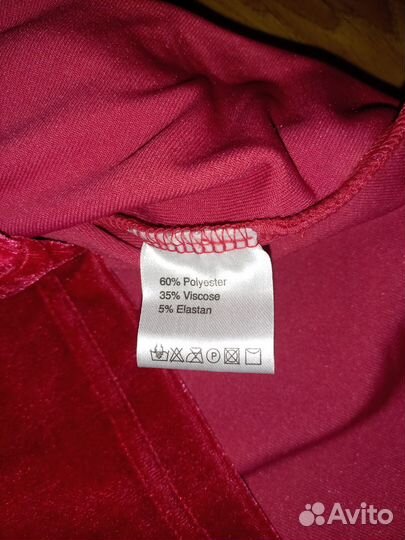 60% Polyester
35% Viscose
5% Elastan
P
Avito